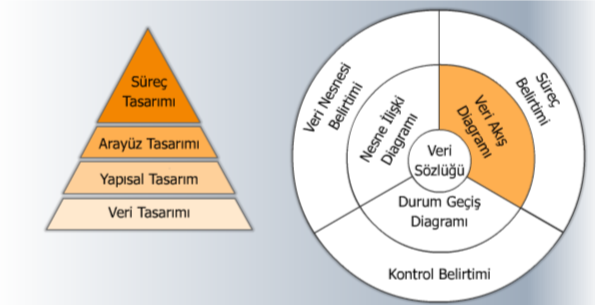 Süreç
Tasarımı
Arayüz Tasarımı
Yapısal Tasarım
Veri Tasarımı
Veri Nesnesi
Belirtimi
Süreç
Belirtimi
Nesne İlişki
Diagramı
Veri Akış
Diagramı
Veri
Sözlüğü
Durum Geçiş
Diagramı
Kontrol Belirtimi